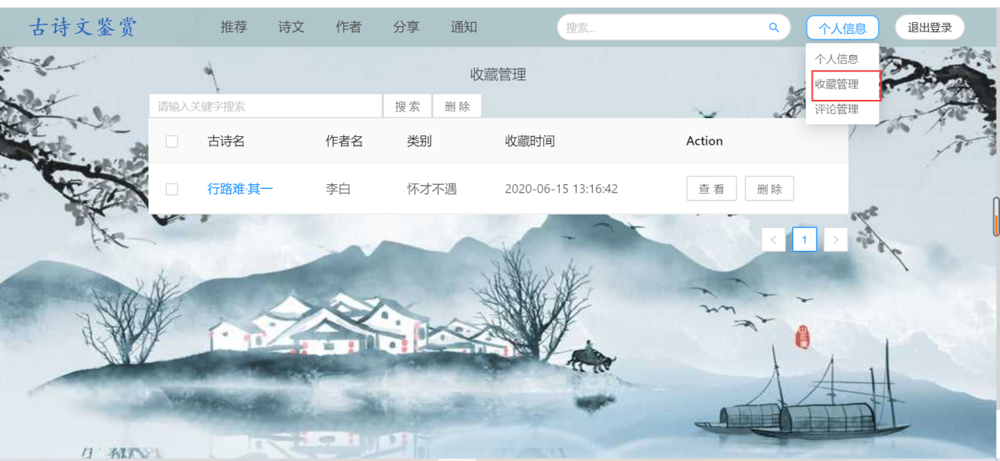 古诗文鉴赏 推荐 诗文 作者 分享 通知 搜索... 个人信息 退出登录
个人信息
收藏管理
评论管理
收藏管理
请输入关键字搜索 搜 索 删 除
古诗名 作者名 类别 收藏时间 Action
行路难·其一 李白 怀才不遇 2020-06-15 13:16:42 查 看 删 除
< 1 >